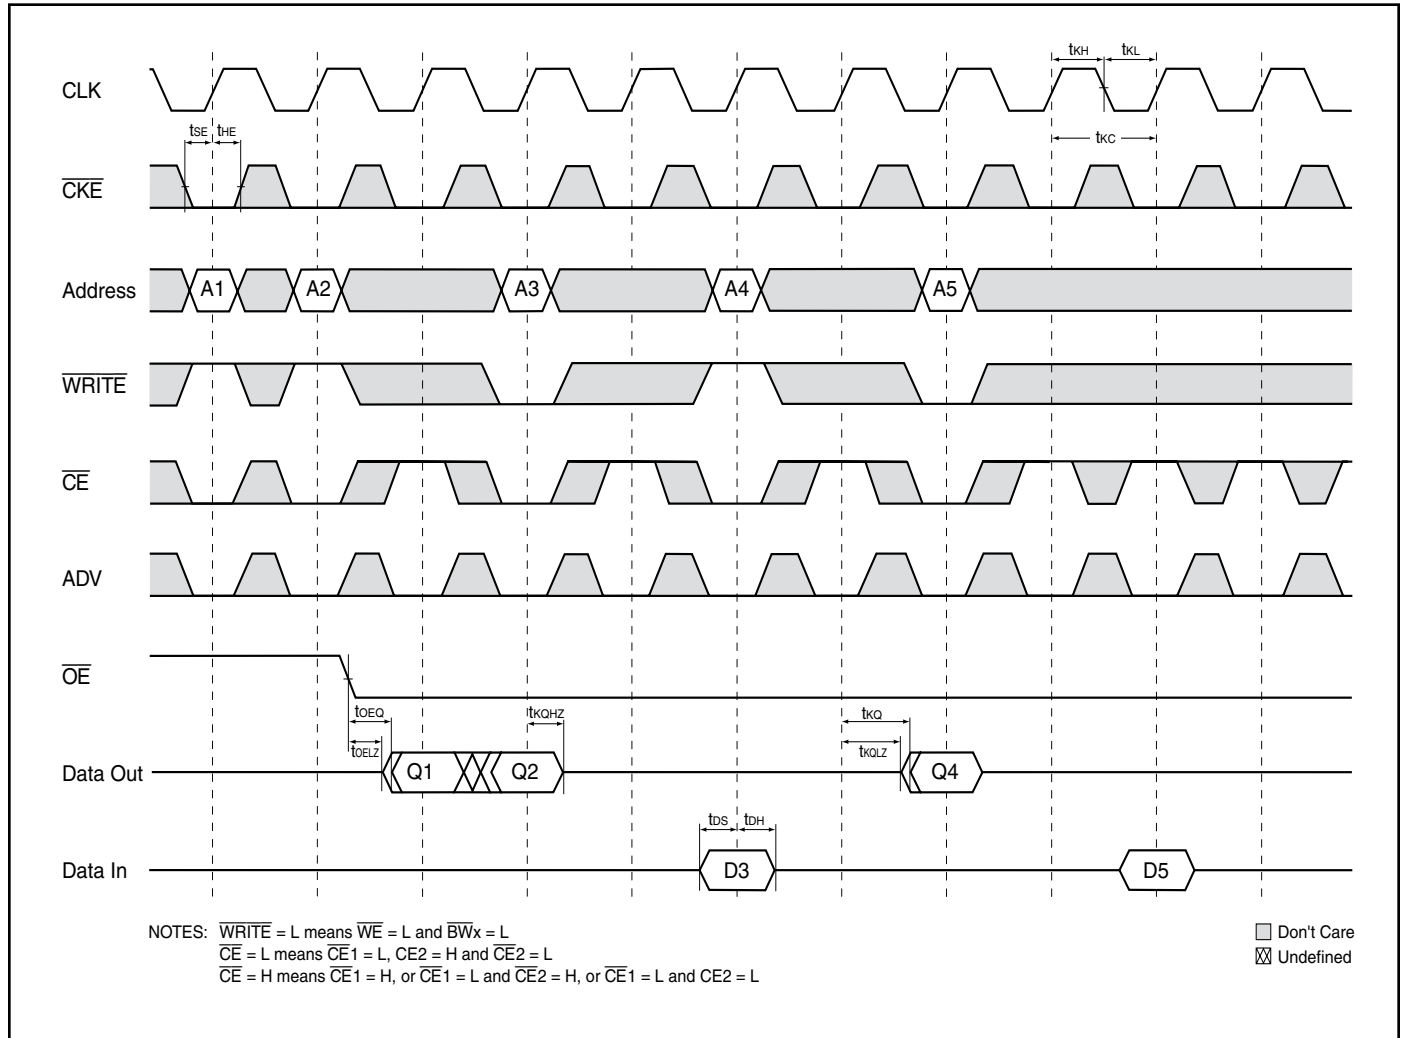 tKH tKL
CLK
tSE tHE
tKC
CKE
Address A1 A2 A3 A4 A5
WRITE
CE
ADV
OE
tOEQ tKQHZ tKQ
tOELZ tKQLZ
Data Out Q1 Q2 Q4
tDS tDH
Data In D3 D5
NOTES: WRITE = L means WE = L and BWx = L
CE = L means CE1 = L, CE2 = H and CE2 = L
CE = H means CE1 = H, or CE1 = L and CE2 = H, or CE1 = L and CE2 = L
Don't Care
Undefined